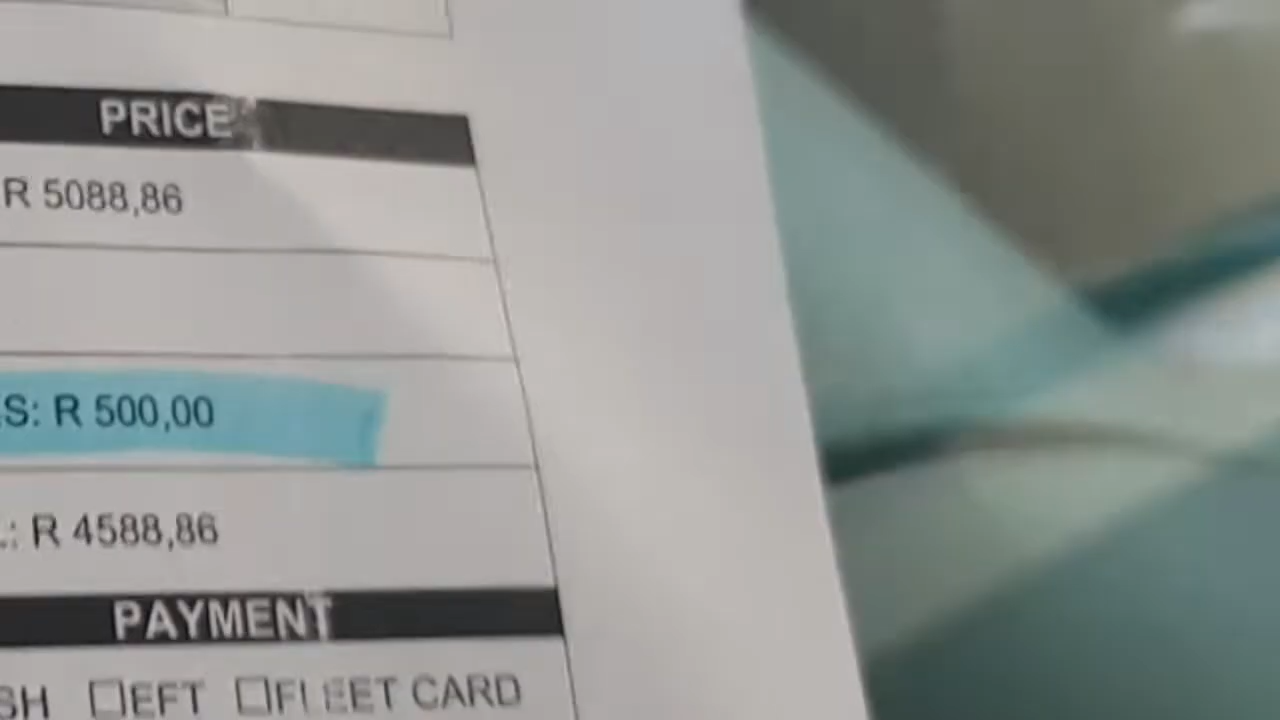 PRICE
R 5088,86
S: R 500,00
.: R 4588,86
PAYMENT
SH ☐EFT ☐FLEET CARD